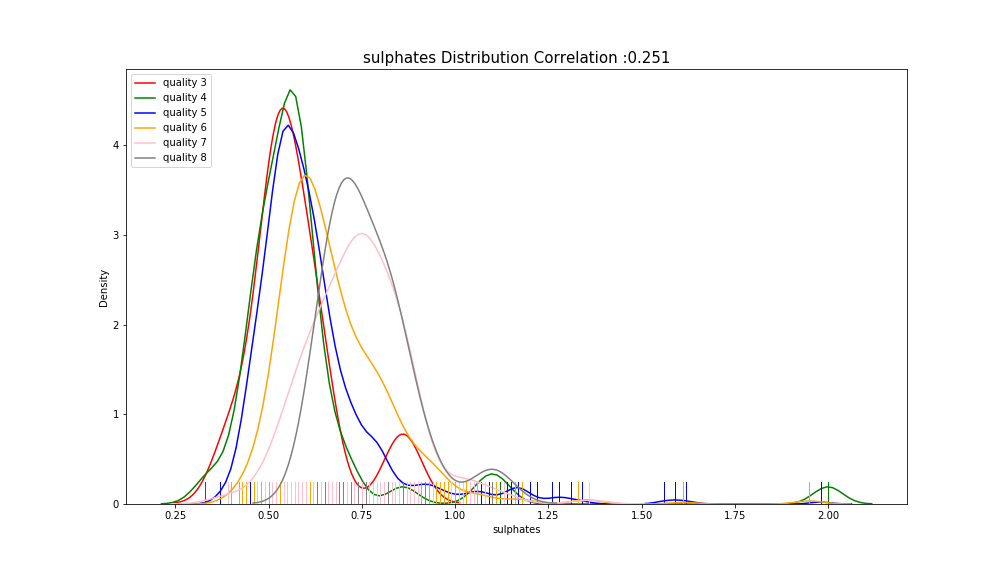 sulphates Distribution Correlation :0.251
quality 3
quality 4
quality 5
quality 6
quality 7
quality 8
Density
4
3
2
1
0
0.25 0.50 0.75 1.00 1.25 1.50 1.75 2.00
sulphates